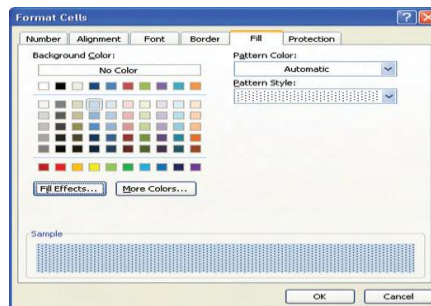 Format Cells
Number Alignment Font Border Fill Protection
Background Color:
No Color
Pattern Color:
Automatic
Pattern Style:
Fill Effects... More Colors...
Sample
OK Cancel